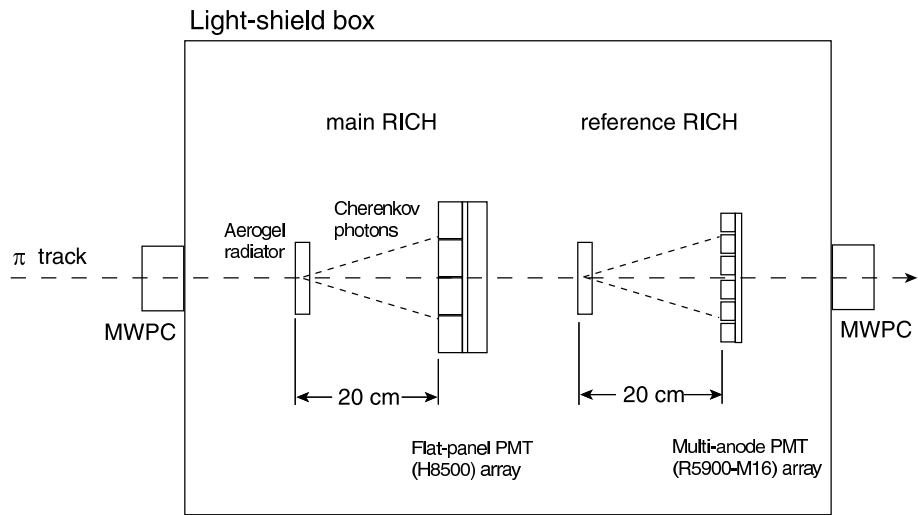 Light-shield box
main RICH
reference RICH
Aerogel
radiator
Cherenkov
photons
π track
MWPC
MWPC
20 cm
20 cm
Flat-panel PMT
(H8500) array
Multi-anode PMT
(R5900-M16) array